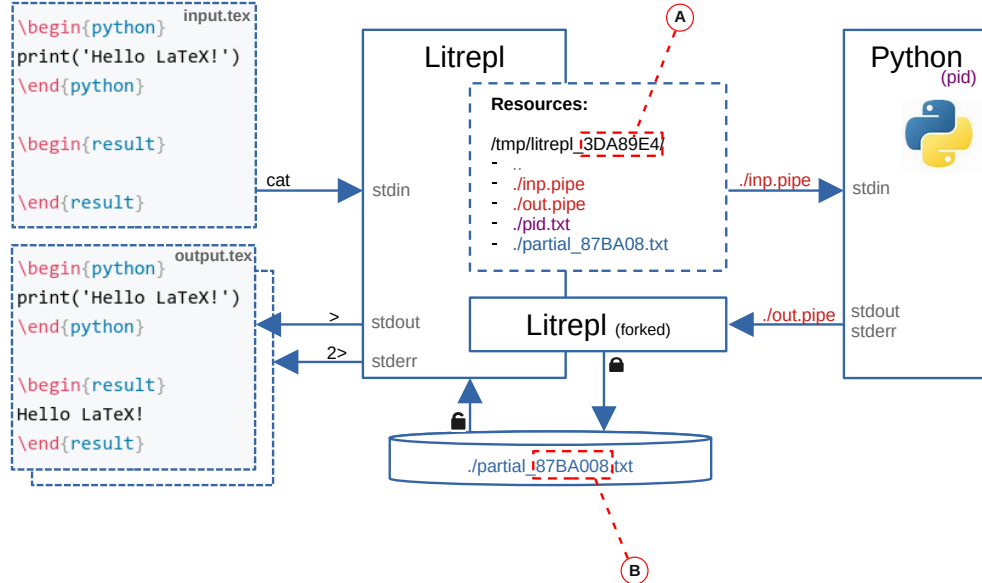 input.tex
\begin{python}
print('Hello LaTeX!')
\end{python}
\begin{result}
\end{result}
cat
output.tex
\begin{python}
print('Hello LaTeX!')
\end{python}
\begin{result}
Hello LaTeX!
\end{result}
>
2>
Litrepl
stdin
stdout
stderr
A
Resources:
/tmp/litrepl_3DA89E4/
- ..
- ./inp.pipe
- ./out.pipe
- ./pid.txt
- ./partial_87BA08.txt
Litrepl (forked)
./inp.pipe
./out.pipe
Python
(pid)
stdin
stdout
stderr
./partial_87BA008.txt
B